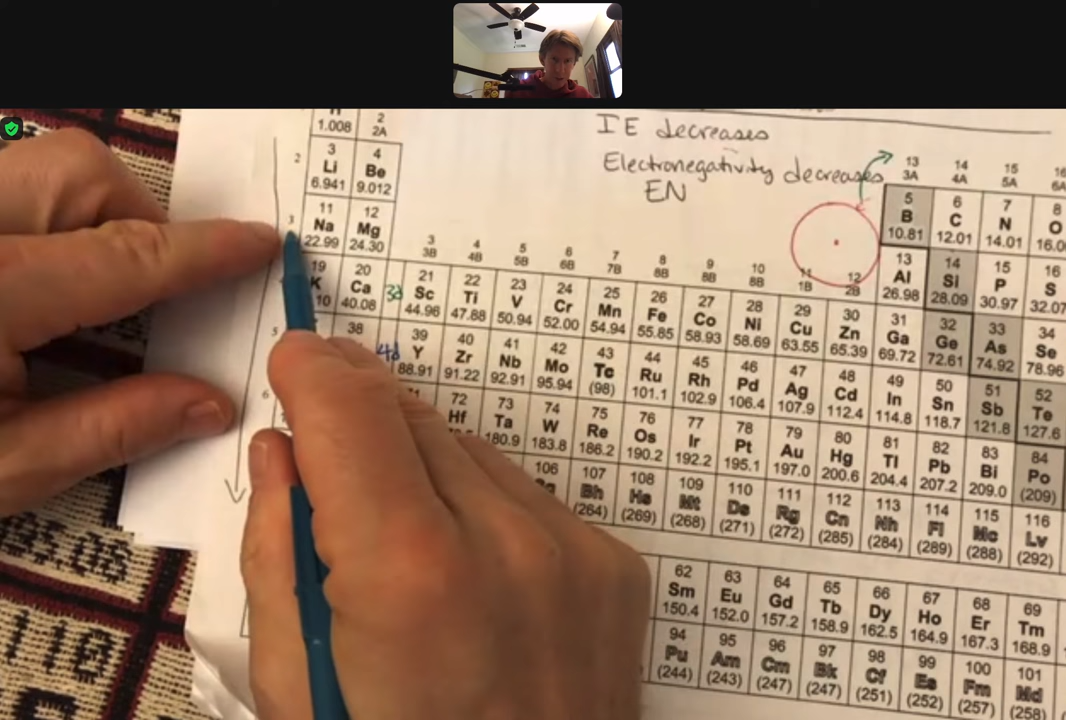 IE decreases
Electronegativity decreases
EN
1.008 2
2A
2 3 4 13 14 15 16
Li Be 3A 4A 5A 6A
6.941 9.012 5 6 7 8
3 11 12 B C N O
Na Mg 10.81 12.01 14.01 16.0
22.99 24.30 3 4 5 6 7 8 9 10 11 12 13 14 15 16
3B 4B 5B 6B 7B 8B 8B 8B 1B 2B Al Si P S
26.98 28.09 30.97 32.07
19 20 21 22 23 24 25 26 27 28 29 30 31 32 33 34
K Ca 3d Sc Ti V Cr Mn Fe Co Ni Cu Zn Ga Ge As Se
10 40.08 44.96 47.88 50.94 52.00 54.94 55.85 58.93 58.69 63.55 65.39 69.72 72.61 74.92 78.96
5 38 39 40 41 42 43 44 45 46 47 48 49 50 51 52
4d Y Zr Nb Mo Tc Ru Rh Pd Ag Cd In Sn Sb Te
88.91 91.22 92.91 95.94 (98) 101.1 102.9 106.4 107.9 112.4 114.8 118.7 121.8 127.6
6 72 73 74 75 76 77 78 79 80 81 82 83 84
Hf Ta W Re Os Ir Pt Au Hg Tl Pb Bi Po
180.9 183.8 186.2 190.2 192.2 195.1 197.0 200.6 204.4 207.2 209.0 (209)
106 107 108 109 110 111 112 113 114 115 116
Bh Hs Mt Ds Rg Cn Nh Fl Mc Lv
(264) (269) (268) (271) (272) (285) (284) (289) (288) (292)
62 63 64 65 66 67 68 69
Sm Eu Gd Tb Dy Ho Er Tm
150.4 152.0 157.2 158.9 162.5 164.9 167.3 168.9
94 95 96 97 98 99 100 101
Pu Am Cm Bk Cf Es Fm Md
(244) (243) (247) (247) (251) (252) (257) (258)